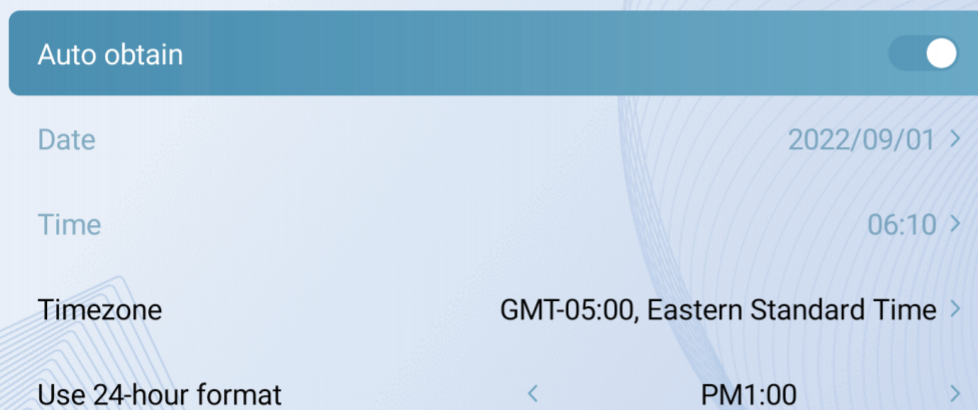 Auto obtain
Date 2022/09/01 >
Time 06:10 >
Timezone GMT-05:00, Eastern Standard Time >
Use 24-hour format < PM1:00 >